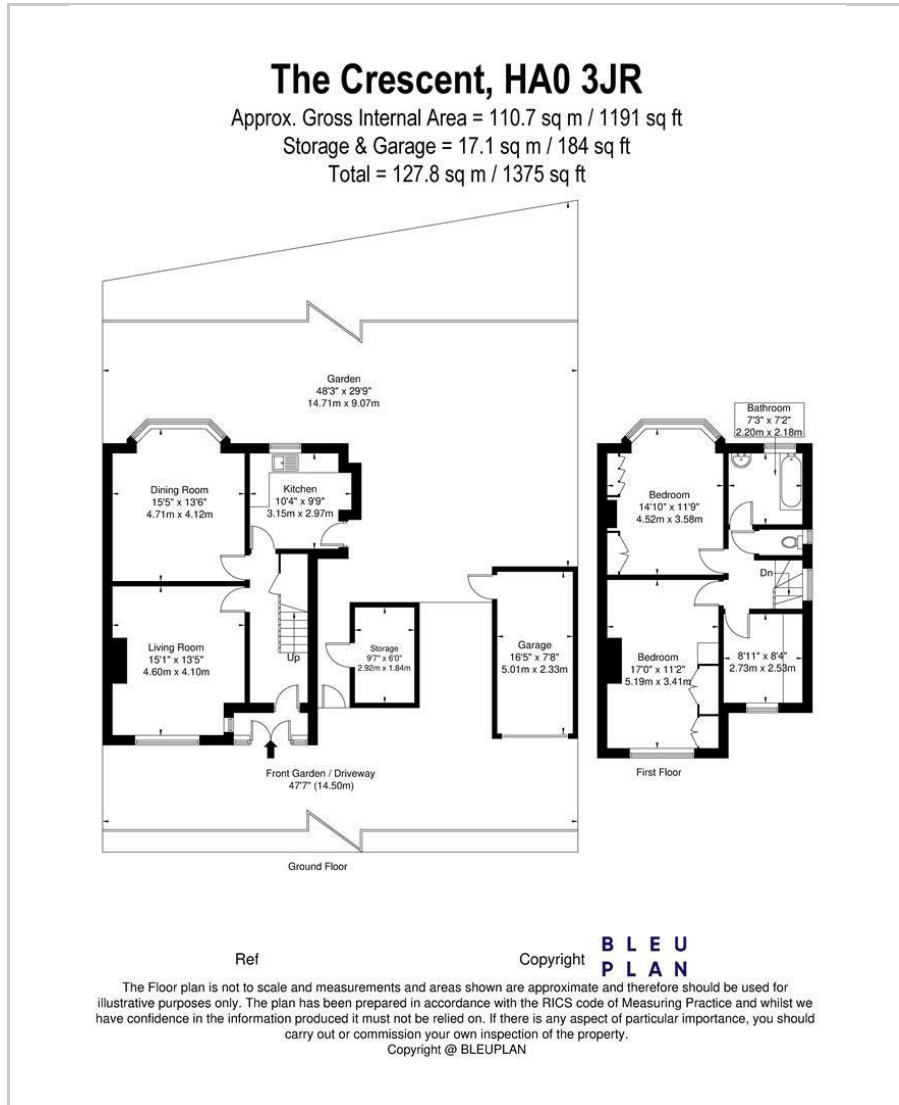 The Crescent, HA0 3JR
Approx. Gross Internal Area = 110.7 sq m / 1191 sq ft
Storage & Garage = 17.1 sq m / 184 sq ft
Total = 127.8 sq m / 1375 sq ft
Garden
48'3" x 29'9"
14.71m x 9.07m
Dining Room
15'5" x 13'6"
4.71m x 4.12m
Kitchen
10'4" x 9'9"
3.15m x 2.97m
Living Room
15'1" x 13'5"
4.60m x 4.10m
Up
Storage
9'7" x 6'0"
2.92m x 1.84m
Garage
16'5" x 7'8"
5.01m x 2.33m
Front Garden / Driveway
47'7" (14.50m)
Ground Floor
Bathroom
7'3" x 7'2"
2.20m x 2.18m
Bedroom
14'10" x 11'9"
4.52m x 3.58m
Dn
Bedroom
17'0" x 11'2"
5.19m x 3.41m
8'11" x 8'4"
2.73m x 2.53m
First Floor
Ref
Copyright
BLEU
PLAN
The Floor plan is not to scale and measurements and areas shown are approximate and therefore should be used for
illustrative purposes only. The plan has been prepared in accordance with the RICS code of Measuring Practice and whilst we
have confidence in the information produced it must not be relied on. If there is any aspect of particular importance, you should
carry out or commission your own inspection of the property.
Copyright @ BLEUPLAN